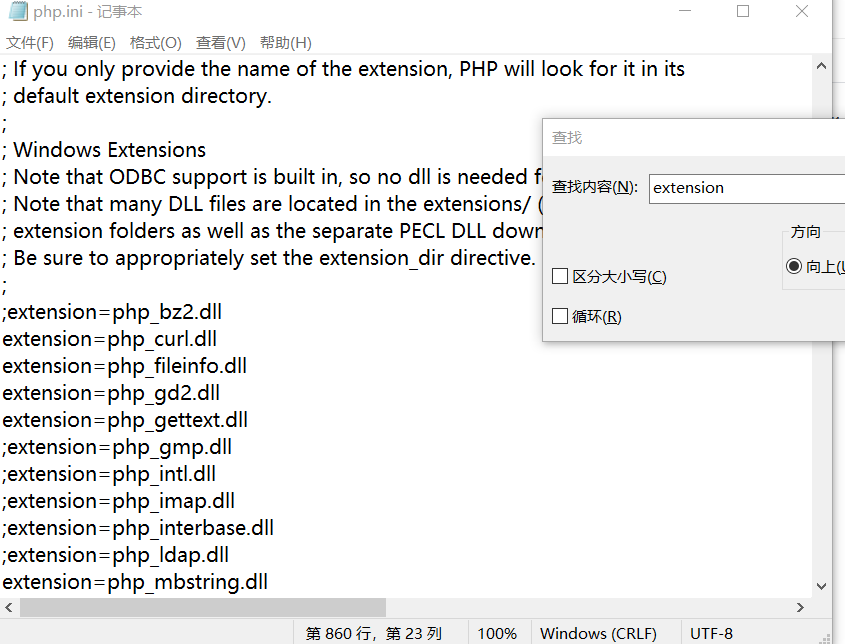 php.ini - 记事本
文件(F) 编辑(E) 格式(O) 查看(V) 帮助(H)
; If you only provide the name of the extension, PHP will look for it in its
; default extension directory.
;
; Windows Extensions
; Note that ODBC support is built in, so no dll is needed
; Note that many DLL files are located in the extensions/ (
; extension folders as well as the separate PECL DLL down
; Be sure to appropriately set the extension_dir directive.
;
;extension=php_bz2.dll
extension=php_curl.dll
extension=php_fileinfo.dll
extension=php_gd2.dll
extension=php_gettext.dll
;extension=php_gmp.dll
;extension=php_intl.dll
;extension=php_imap.dll
;extension=php_interbase.dll
;extension=php_ldap.dll
extension=php_mbstring.dll
查找
查找内容(N): extension
方向
向上(U
区分大小写(C)
循环(R)
第 860 行，第 23 列 100% Windows (CRLF) UTF-8